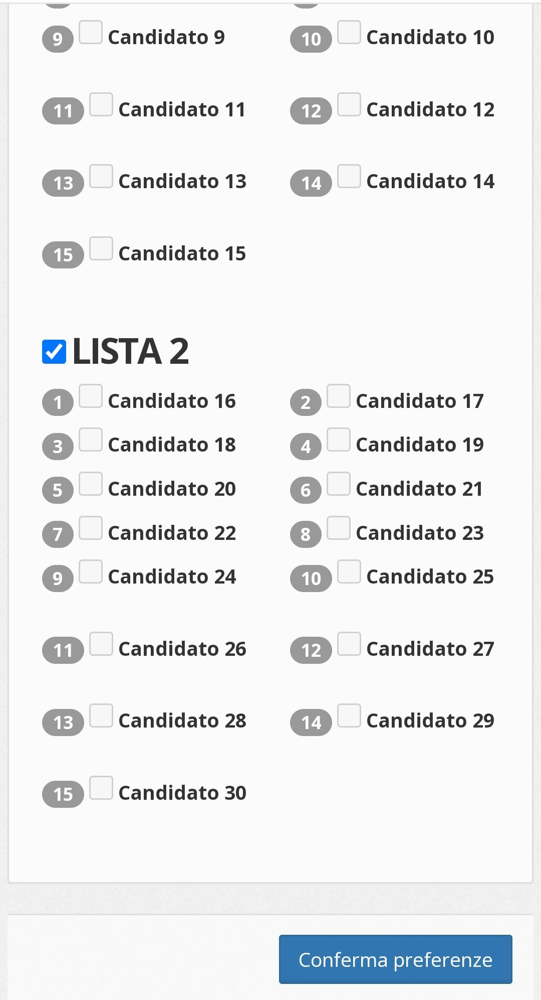 9 Candidato 9 10 Candidato 10
11 Candidato 11 12 Candidato 12
13 Candidato 13 14 Candidato 14
15 Candidato 15
LISTA 2
1 Candidato 16 2 Candidato 17
3 Candidato 18 4 Candidato 19
5 Candidato 20 6 Candidato 21
7 Candidato 22 8 Candidato 23
9 Candidato 24 10 Candidato 25
11 Candidato 26 12 Candidato 27
13 Candidato 28 14 Candidato 29
15 Candidato 30
Conferma preferenze